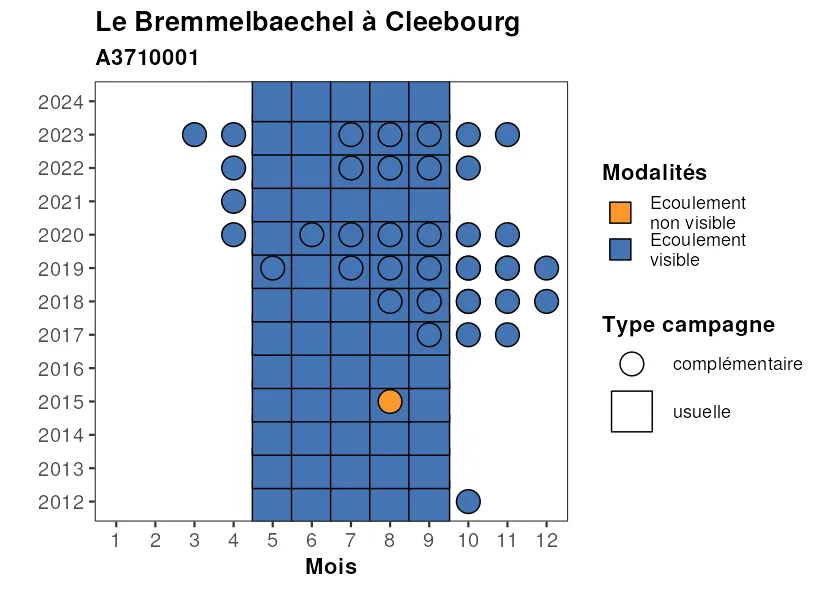 Le Bremmelbaechel à Cleebourg
A3710001
2024
2023
2022
2021
2020
2019
2018
2017
2016
2015
2014
2013
2012
1 2 3 4 5 6 7 8 9 10 11 12
Mois
Modalités
Ecoulement
non visible
Ecoulement
visible
Type campagne
complémentaire
usuelle